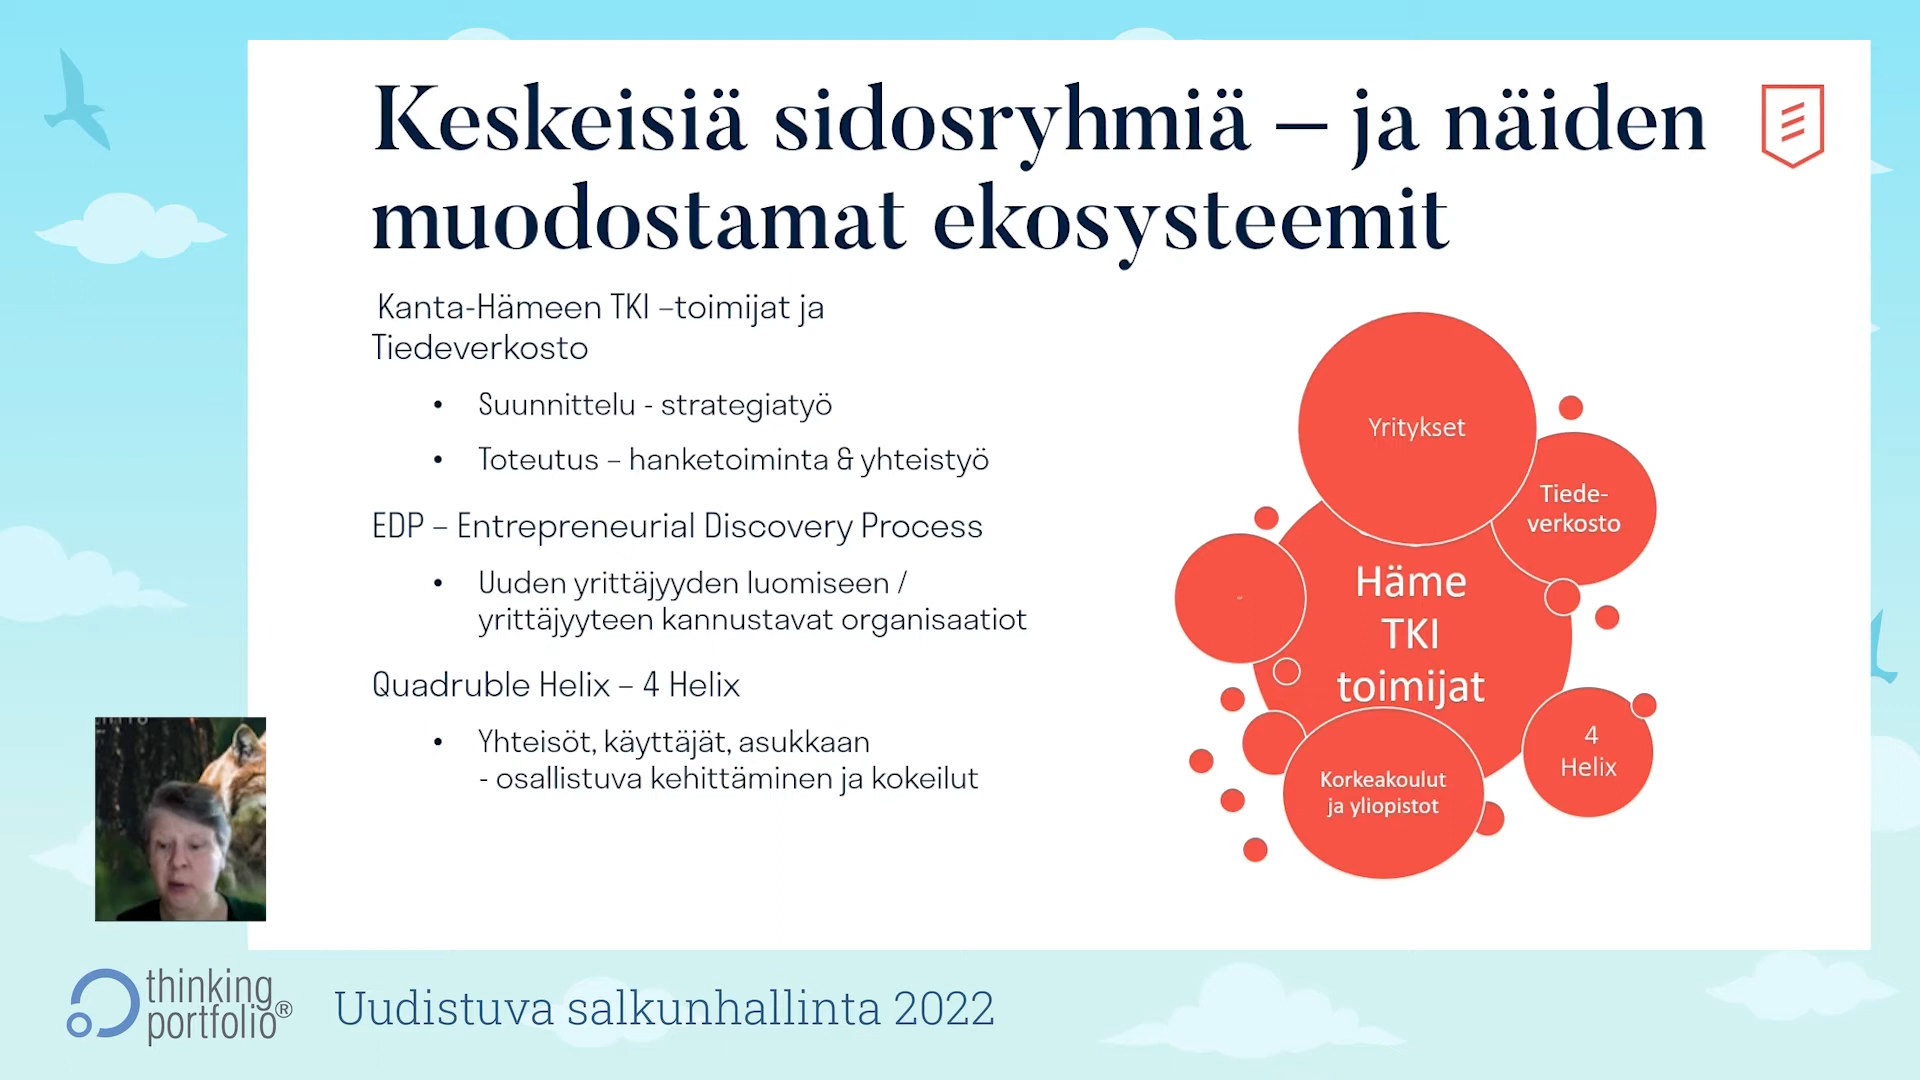 Keskeisiä sidosryhmiä – ja näiden
muodostamat ekosysteemit
Kanta-Hämeen TKI –toimijat ja
Tiedeverkosto
• Suunnittelu - strategiatyö
• Toteutus – hanketoiminta & yhteistyö
EDP – Entrepreneurial Discovery Process
• Uuden yrittäjyyden luomiseen /
yrittäjyyteen kannustavat organisaatiot
Quadruble Helix – 4 Helix
• Yhteisöt, käyttäjät, asukkaan
- osallistuva kehittäminen ja kokeilut
Yritykset
Tiede-
verkosto
Häme
TKI
toimijat
4
Helix
Korkeakoulut
ja yliopistot
thinking
portfolio®
Uudistuva salkunhallinta 2022